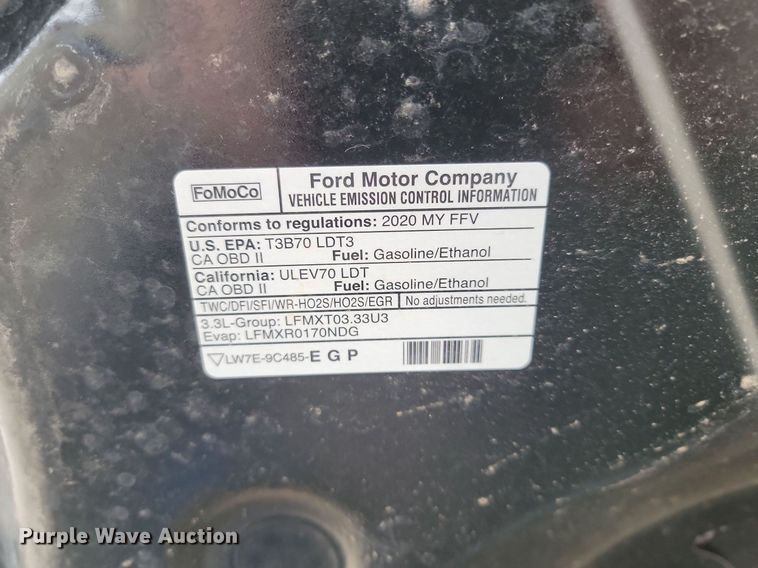 FoMoCo
Ford Motor Company
VEHICLE EMISSION CONTROL INFORMATION
Conforms to regulations: 2020 MY FFV
U.S. EPA: T3B70 LDT3
CA OBD II Fuel: Gasoline/Ethanol
California: ULEV70 LDT
CA OBD II Fuel: Gasoline/Ethanol
TWC/DFI/SFI/WR-HO2S/HO2S/EGR No adjustments needed.
3.3L-Group: LFMXT03.33U3
Evap: LFMXR0170NDG
LW7E-9C485-E G P
Purple Wave Auction